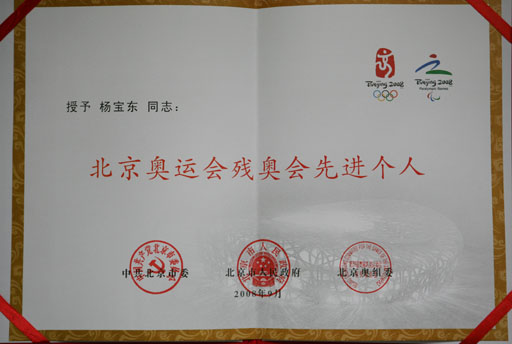 Beijing 2008
Beijing 2008
Paralympic Games
授予 杨宝东 同志：
北京奥运会残奥会先进个人
中共北京市委 北京市人民政府 北京奥组委
2008年9月